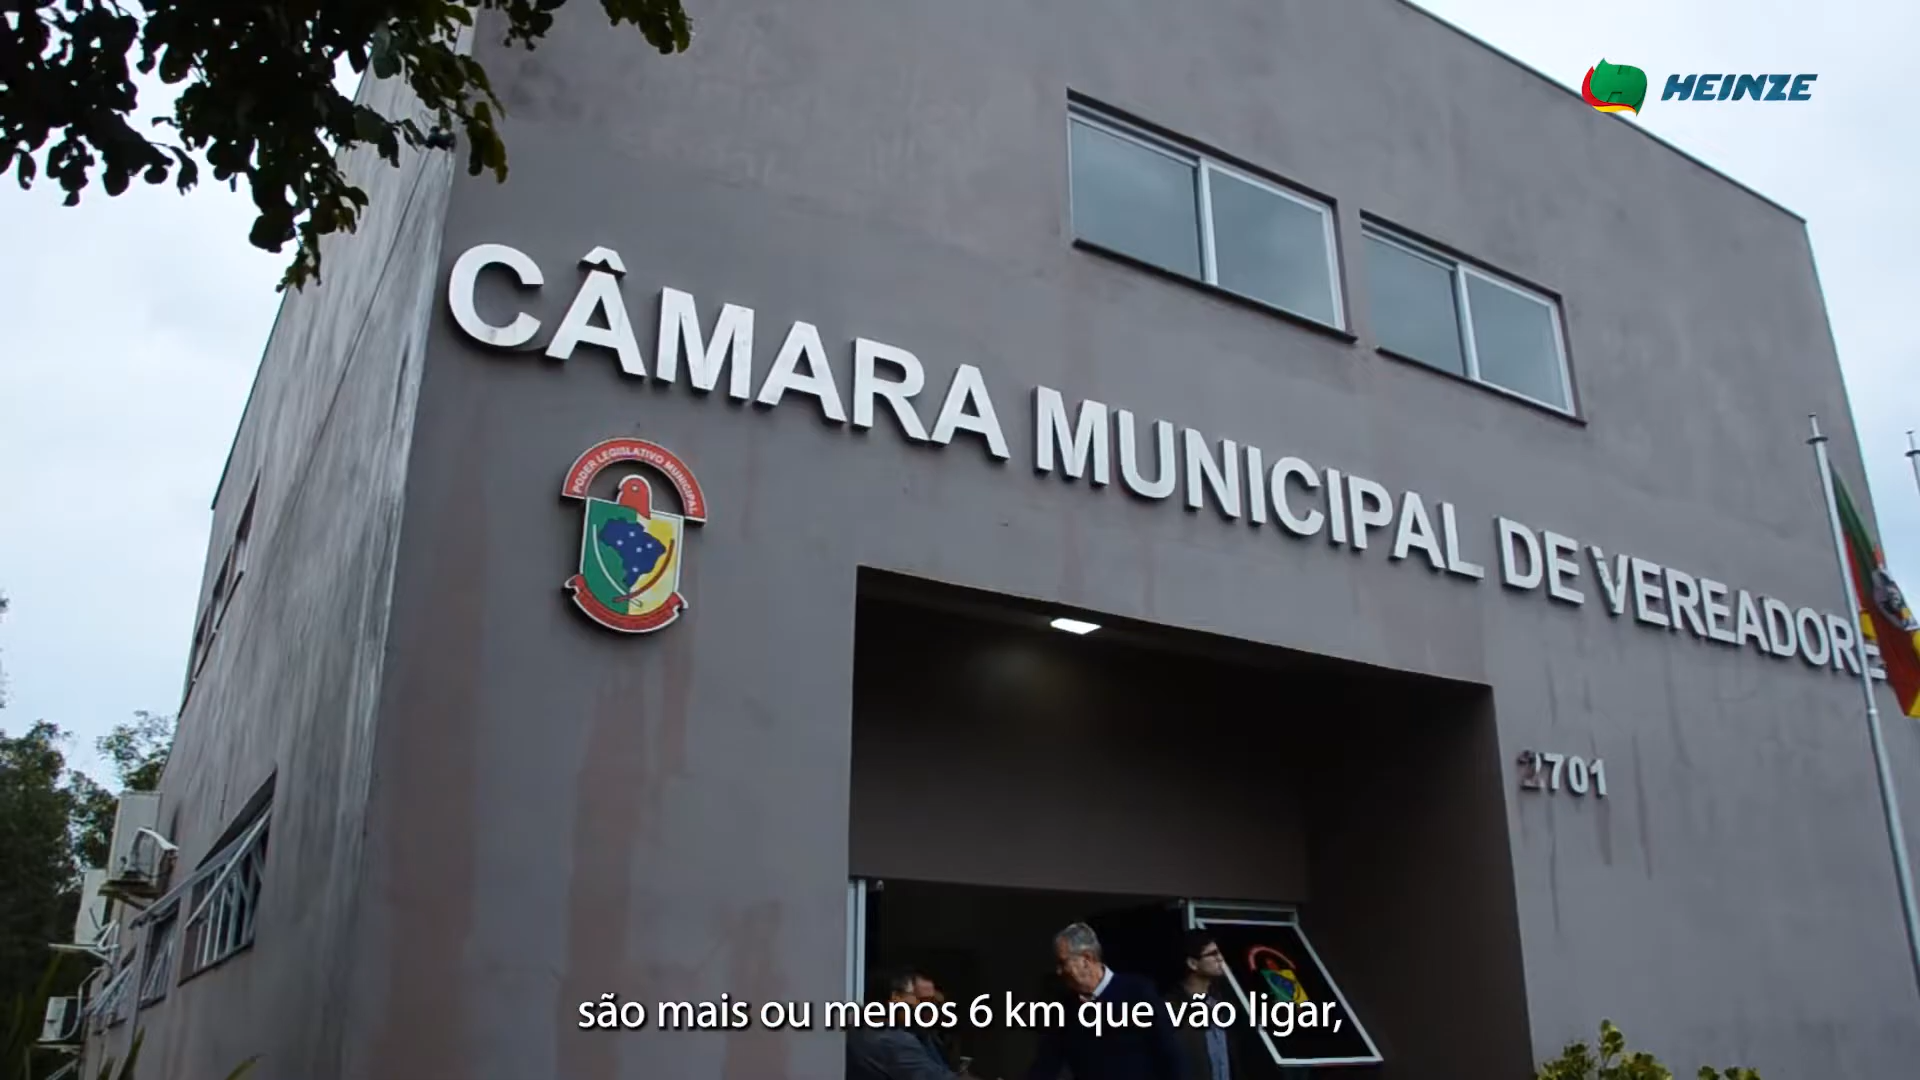 HEINZE
CÂMARA MUNICIPAL DE VEREADORE
PODER LEGISLATIVO MUNICIPAL
2701
são mais ou menos 6 km que vão ligar,